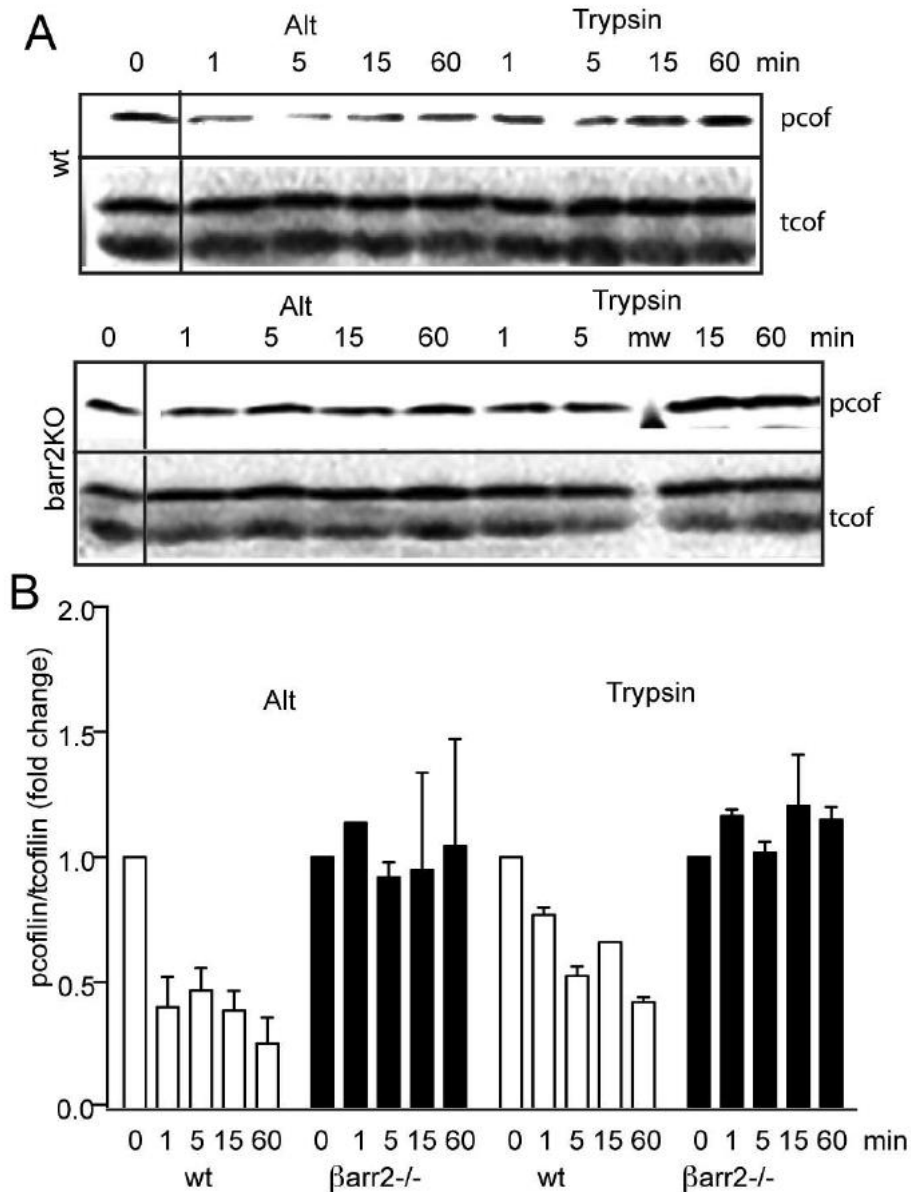 A
Alt Trypsin
0 1 5 15 60 1 5 15 60 min
wt
pcof
tcof
Alt Trypsin
0 1 5 15 60 1 5 mw 15 60 min
barr2KO
pcof
tcof
B
pcofilin/tcofilin (fold change)
2.0
1.5
1.0
0.5
0.0
Alt Trypsin
0 1 5 15 60 0 1 5 15 60 0 1 5 15 60 0 1 5 15 60 min
wt βarr2-/- wt βarr2-/-